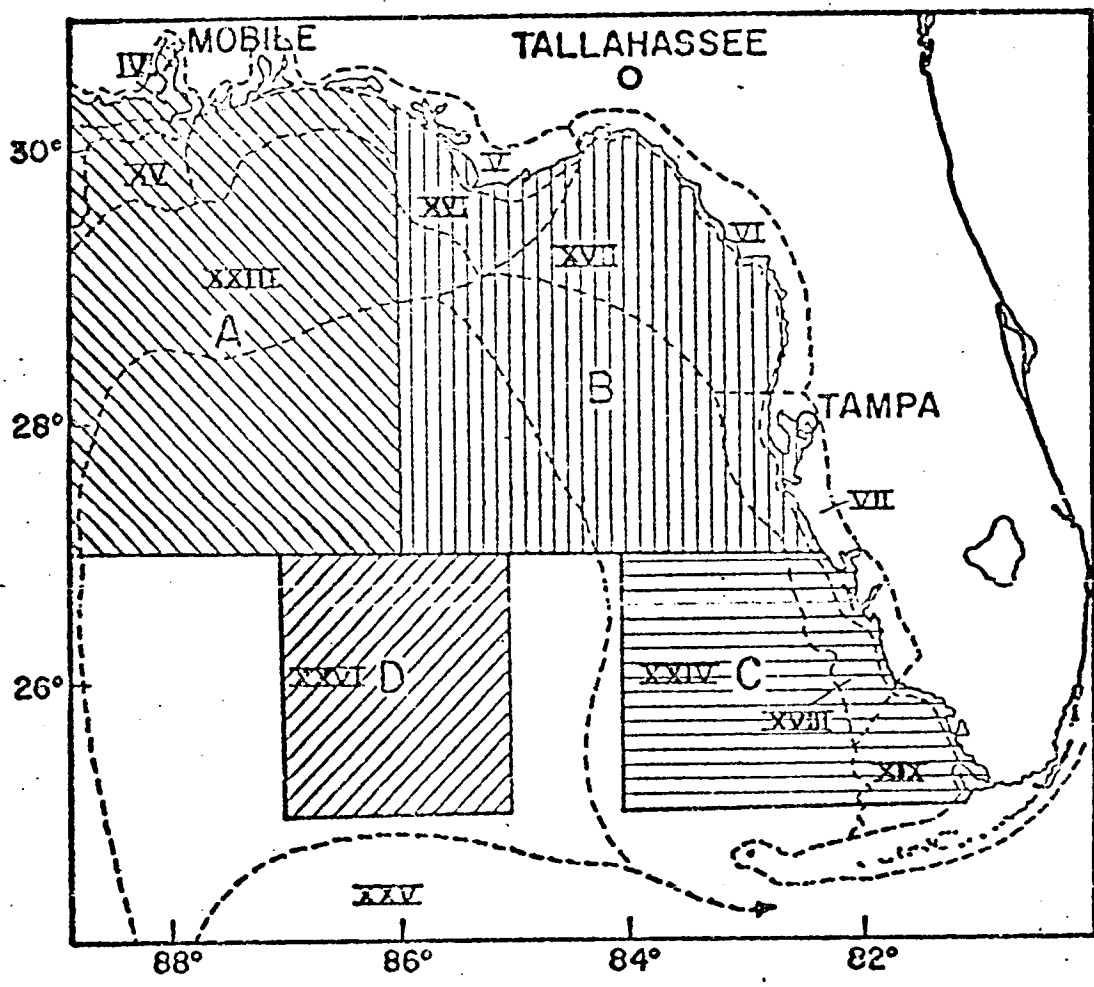 MOBILE
TALLAHASSEE
IV
30°
V
XV
XVI
VI
XVII
XXIII
A
B
28°
TAMPA
VII
26°
XXVI D
XXIV C
XVIII
XIX
XXV
88° 86° 84° 82°